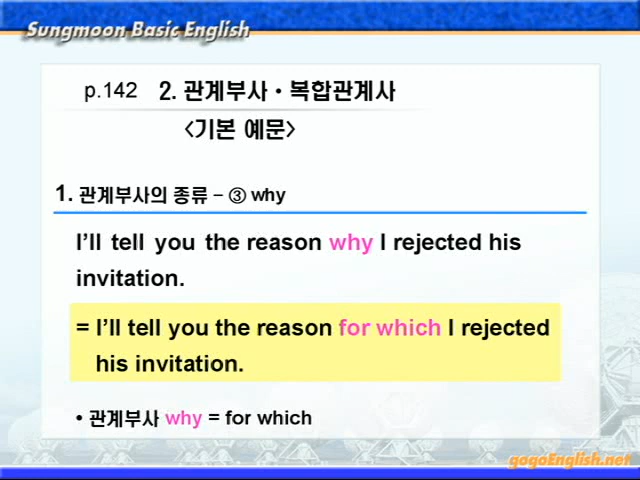 Sungmoon Basic English
p.142 2. 관계부사 • 복합관계사
<기본 예문>
1. 관계부사의 종류 – ③ why
I’ll tell you the reason why I rejected his
invitation.
= I’ll tell you the reason for which I rejected
his invitation.
• 관계부사 why = for which
gogoEnglish.net